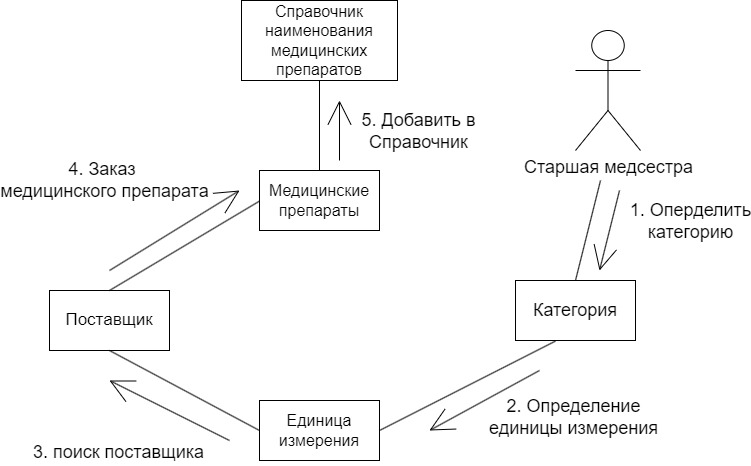 Справочник
наименования
медицинских
препаратов
5. Добавить в
Справочник
4. Заказ
медицинского препарата
Медицинские
препараты
Старшая медсестра
1. Оперделить
категорию
Поставщик
Категория
2. Определение
единицы измерения
Единица
измерения
3. поиск поставщика